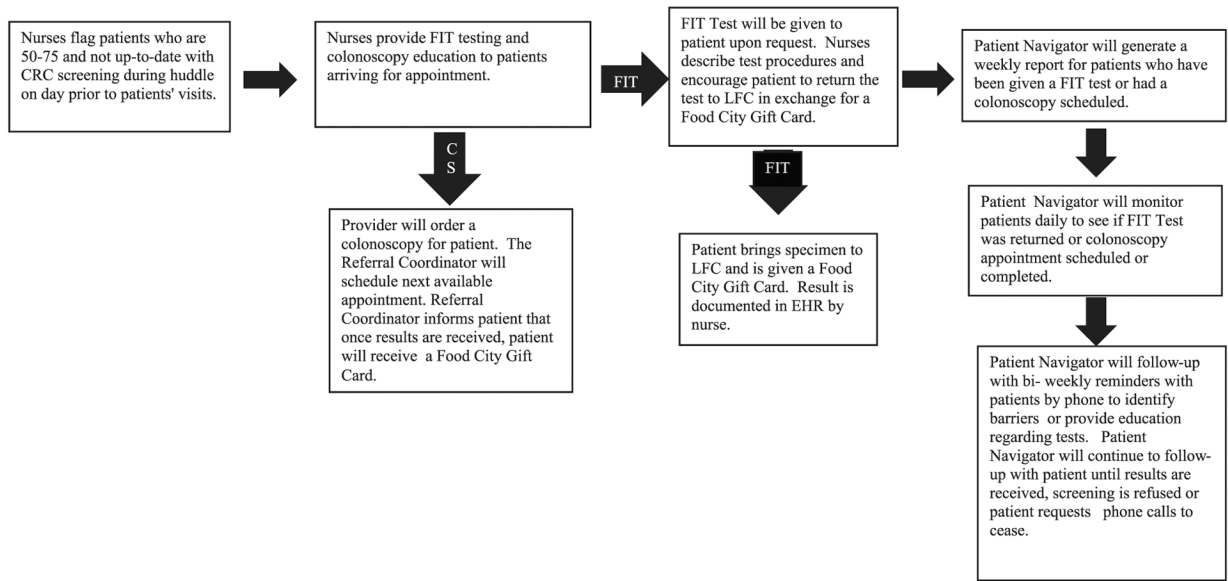 Nurses flag patients who are
50-75 and not up-to-date with
CRC screening during huddle
on day prior to patients' visits.
Nurses provide FIT testing and
colonoscopy education to patients
arriving for appointment.
FIT
FIT Test will be given to
patient upon request. Nurses
describe test procedures and
encourage patient to return the
test to LFC in exchange for a
Food City Gift Card.
Patient Navigator will generate a
weekly report for patients who have
been given a FIT test or had a
colonoscopy scheduled.
C
S
Provider will order a
colonoscopy for patient. The
Referral Coordinator will
schedule next available
appointment. Referral
Coordinator informs patient that
once results are received, patient
will receive a Food City Gift
Card.
FIT
Patient brings specimen to
LFC and is given a Food
City Gift Card. Result is
documented in EHR by
nurse.
Patient Navigator will monitor
patients daily to see if FIT Test
was returned or colonoscopy
appointment scheduled or
completed.
Patient Navigator will follow-up
with bi- weekly reminders with
patients by phone to identify
barriers or provide education
regarding tests. Patient
Navigator will continue to follow-
up with patient until results are
received, screening is refused or
patient requests phone calls to
cease.